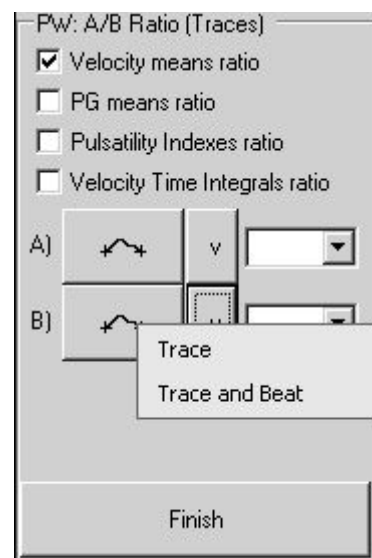 PW: A/B Ratio (Traces)
Velocity means ratio
PG means ratio
Pulsatility Indexes ratio
Velocity Time Integrals ratio
A) v
B)
Trace
Trace and Beat
Finish